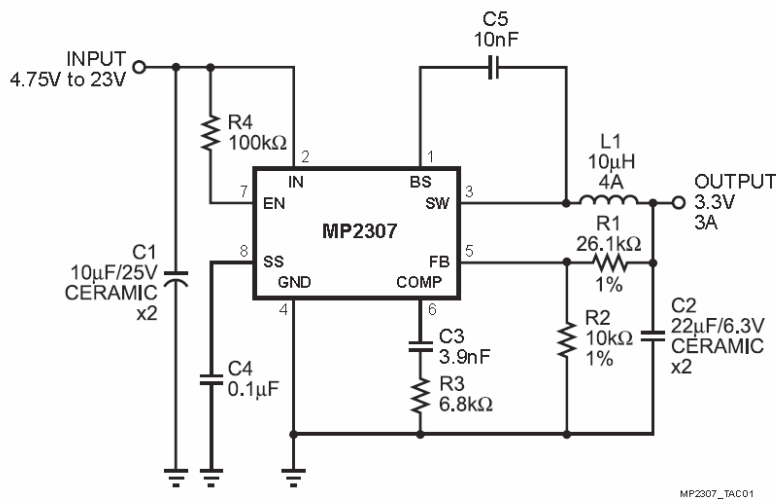 C5
10nF
INPUT
4.75V to 23V
R4
100kΩ
2
1
L1
10µH
4A
IN
BS
7
EN
SW
3
OUTPUT
3.3V
3A
MP2307
R1
26.1kΩ
1%
C1
10µF/25V
CERAMIC
x2
8
SS
FB
5
GND
COMP
4
6
C3
3.9nF
R2
10kΩ
1%
C2
22µF/6.3V
CERAMIC
x2
C4
0.1µF
R3
6.8kΩ
MP2307_TAC01